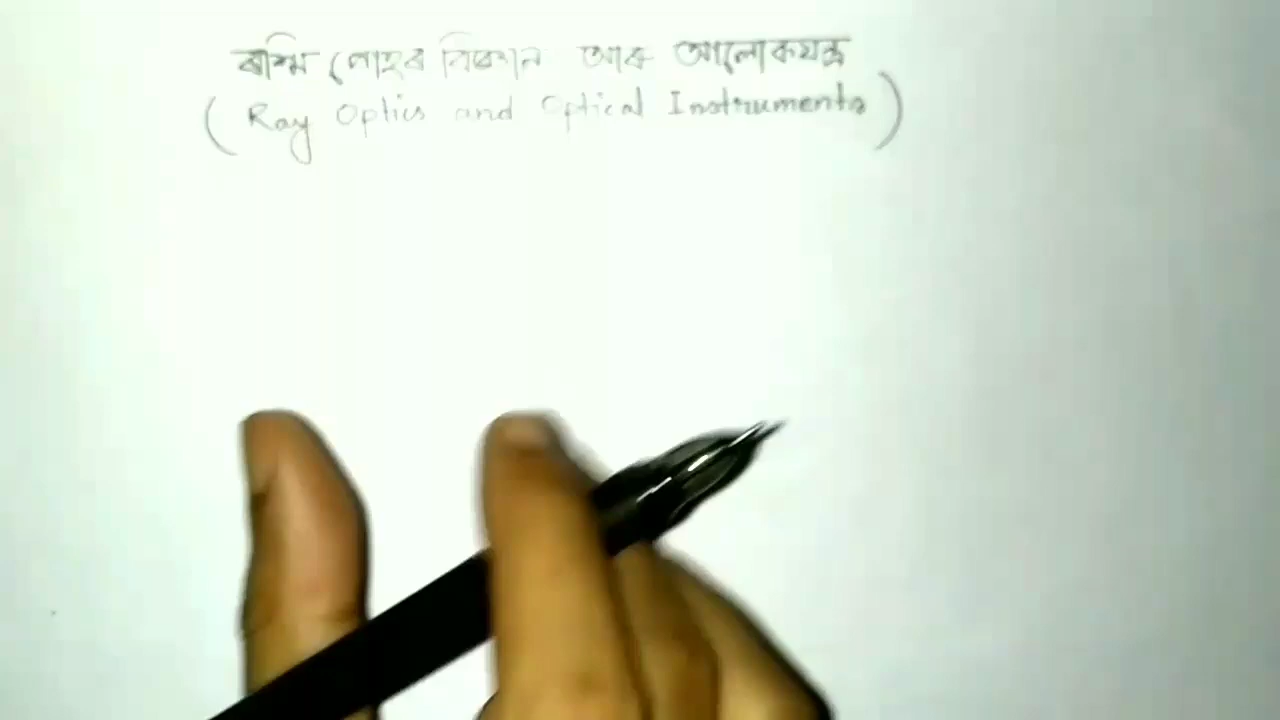 ৰশ্মি পোহৰ বিজ্ঞান আৰু আলোকযন্ত্ৰ
(Ray Optics and Optical Instruments)